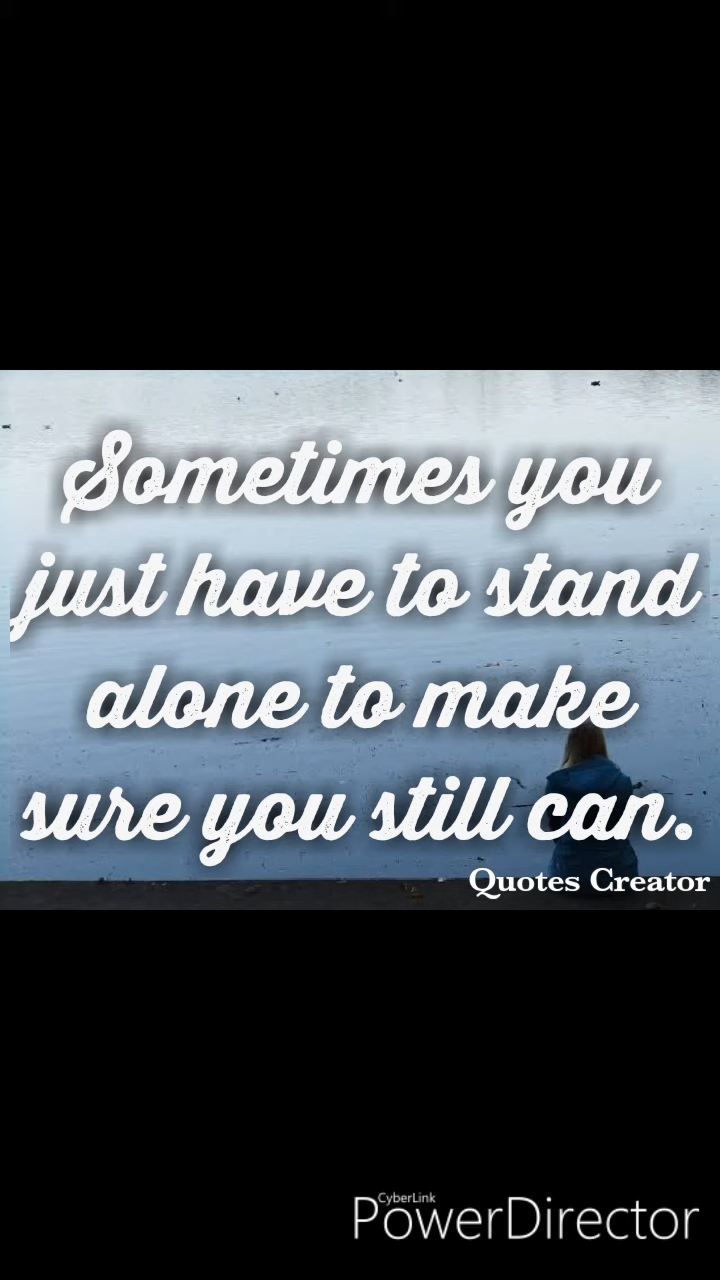 Sometimes you
just have to stand
alone to make
sure you still can.
Quotes Creator
CyberLink
PowerDirector